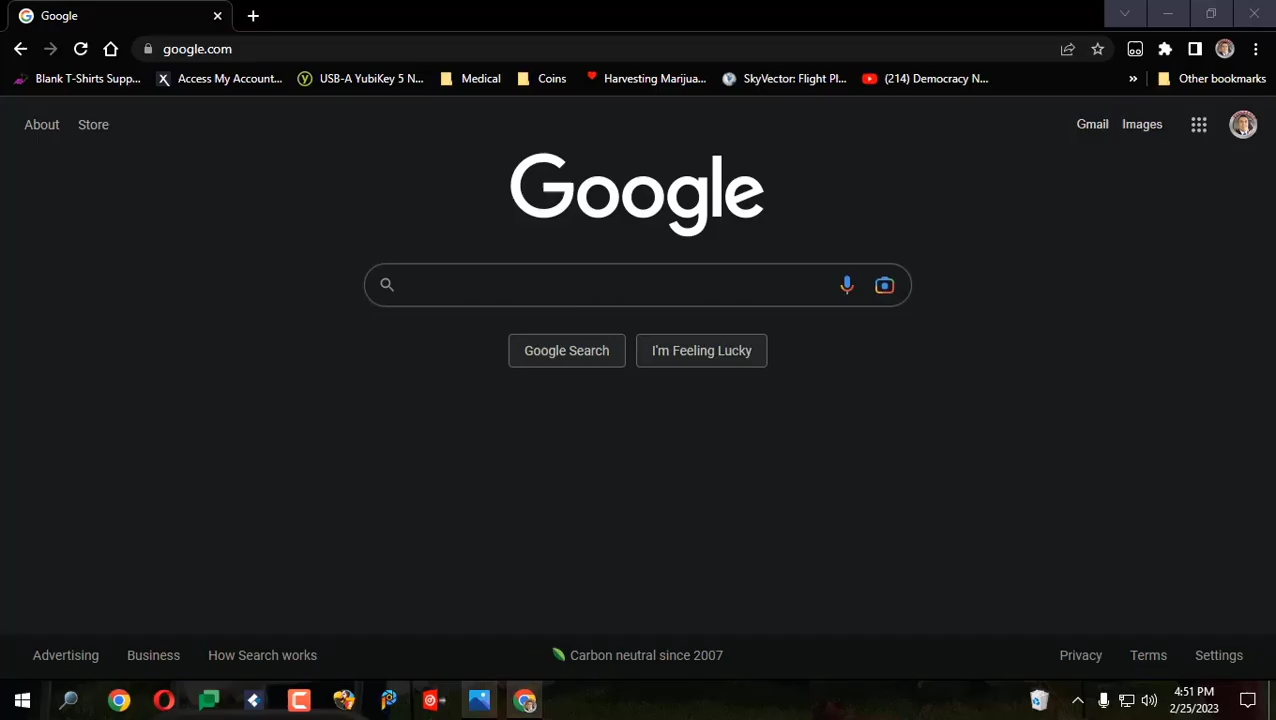 Google
google.com
Blank T-Shirts Supp...
Access My Account...
USB-A YubiKey 5 N...
Medical
Coins
Harvesting Marijua...
SkyVector: Flight Pl...
(214) Democracy N...
»
Other bookmarks
About
Store
Gmail
Images
Google
Google Search
I'm Feeling Lucky
Advertising
Business
How Search works
Carbon neutral since 2007
Privacy
Terms
Settings
4:51 PM
2/25/2023